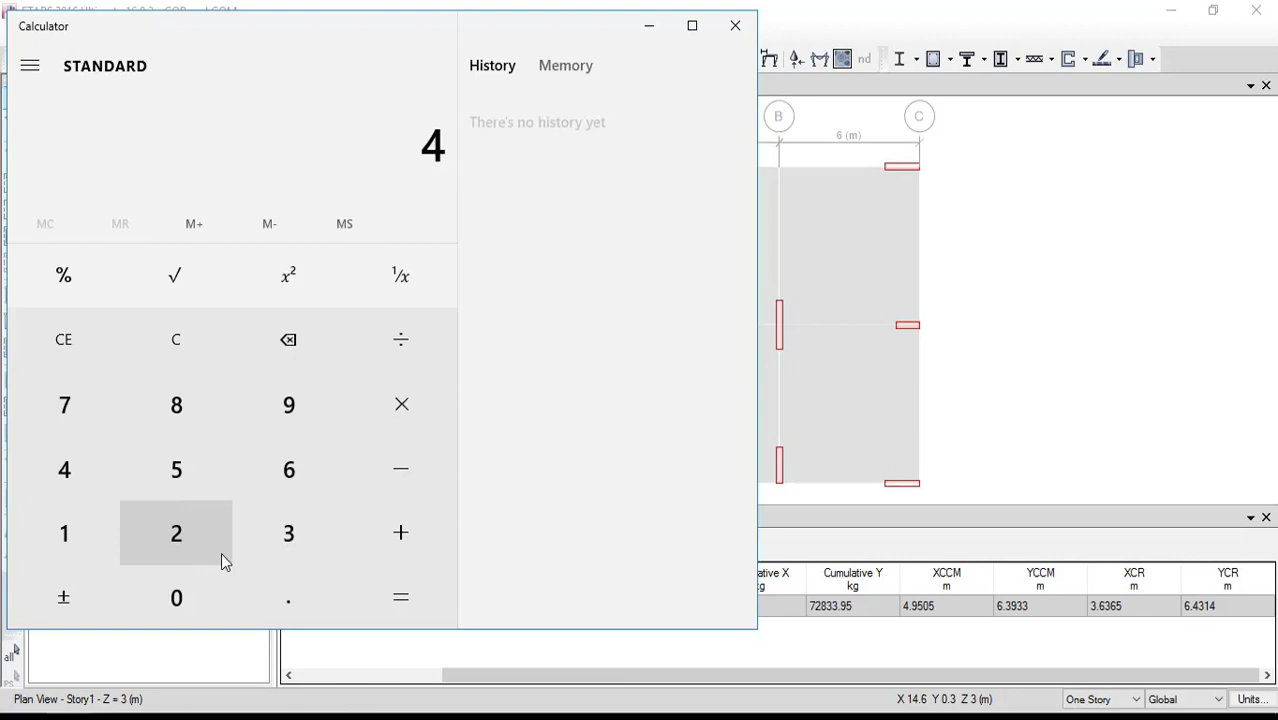 Calculator
STANDARD
History Memory
There's no history yet
4
MC MR M+ M- MS
% √ x² ¹/x
CE C ÷
7 8 9 ×
4 5 6 −
1 2 3 +
± 0 . =
nd
B C
6 (m)
Cumulative Y XCCM YCCM XCR YCR
kg m m m m
72833.95 4.9505 6.3933 3.6365 6.4314
all
Plan View - Story1 - Z = 3 (m) X 14.6 Y 0.3 Z 3 (m) One Story Global Units...